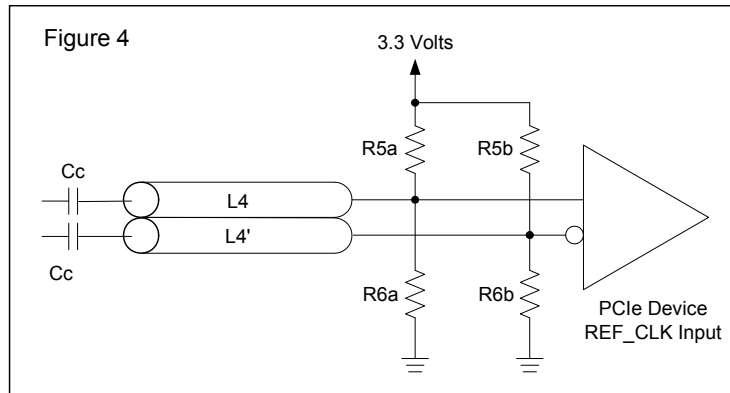 Figure 4
3.3 Volts
R5a
R5b
Cc
L4
L4'
Cc
R6a
R6b
PCIe Device
REF_CLK Input